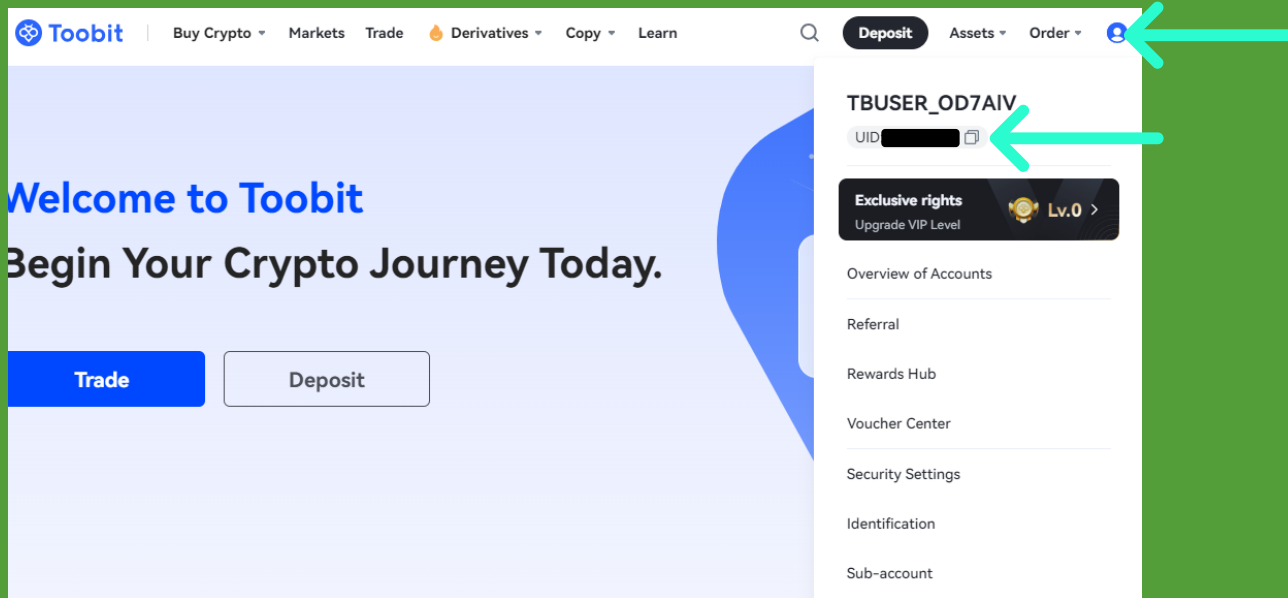 Toobit Buy Crypto Markets Trade Derivatives Copy Learn Deposit Assets Order
TBUSER_OD7AlV
UID
Exclusive rights
Upgrade VIP Level
Lv.0
Welcome to Toobit
Begin Your Crypto Journey Today.
Trade Deposit
Overview of Accounts
Referral
Rewards Hub
Voucher Center
Security Settings
Identification
Sub-account